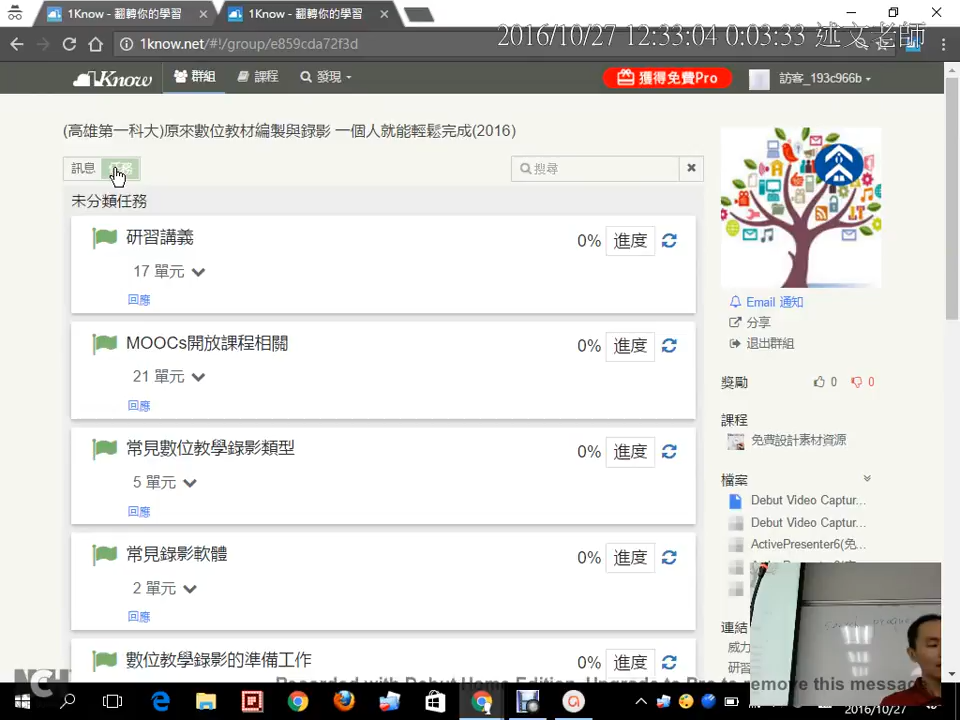 1Know - 翻轉你的學習
1Know - 翻轉你的學習
1know.net/#!/group/e859cda72f3d
2016/10/27 12:33:04 0:03:33 述文老師
1Know
群組
課程
發現
獲得免費Pro
訪客_193c966b
(高雄第一科大)原來數位教材編製與錄影 一個人就能輕鬆完成(2016)
訊息
任務
搜尋
未分類任務
研習講義
0% 進度
17 單元
回應
MOOCs開放課程相關
0% 進度
21 單元
回應
常見數位教學錄影類型
0% 進度
5 單元
回應
常見錄影軟體
0% 進度
2 單元
回應
數位教學錄影的準備工作
0% 進度
Email 通知
分享
退出群組
獎勵
0
0
課程
免費設計素材資源
檔案
Debut Video Captur...
Debut Video Captur...
ActivePresenter6(免...
連結
威力
研習
NCH
Recorded with Debut Home Edition. Upgrade to Pro to remove this message
2016/10/27